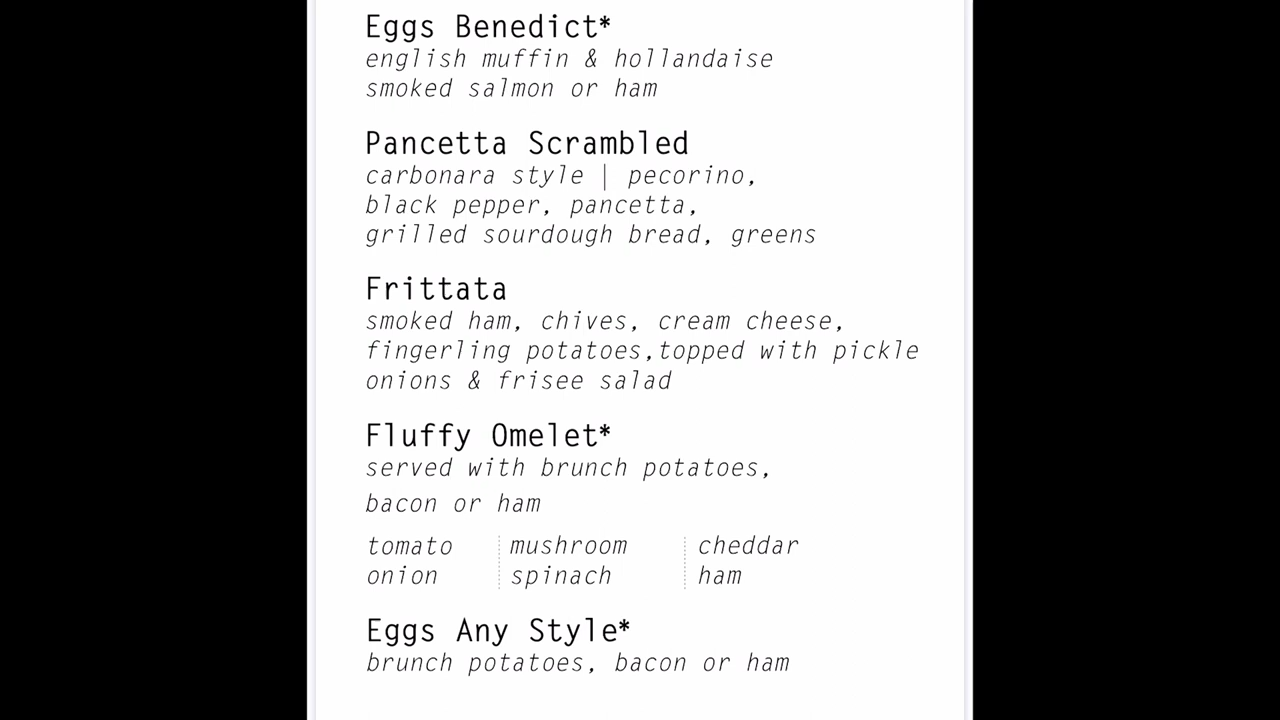 Eggs Benedict*
english muffin & hollandaise
smoked salmon or ham
Pancetta Scrambled
carbonara style | pecorino,
black pepper, pancetta,
grilled sourdough bread, greens
Frittata
smoked ham, chives, cream cheese,
fingerling potatoes,topped with pickle
onions & frisee salad
Fluffy Omelet*
served with brunch potatoes,
bacon or ham
tomato mushroom cheddar
onion spinach ham
Eggs Any Style*
brunch potatoes, bacon or ham